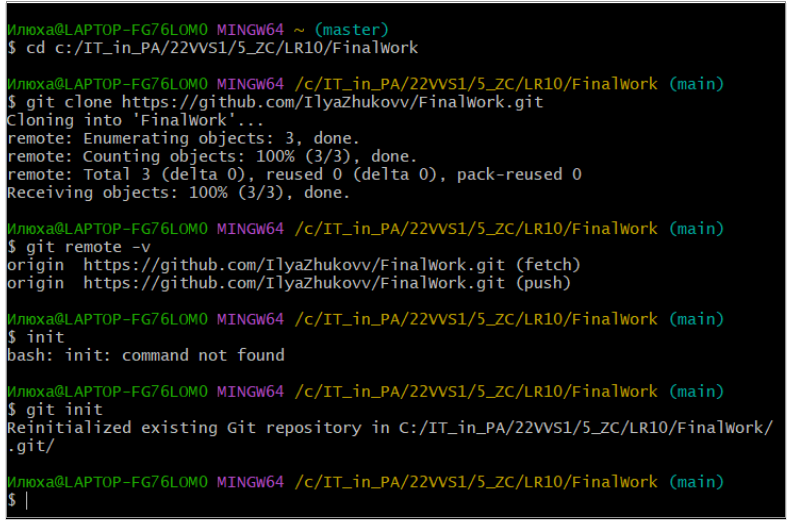 Илюха@LAPTOP-FG76LOM0 MINGW64 ~ (master)
$ cd c:/IT_in_PA/22VVS1/5_ZC/LR10/FinalWork
Илюха@LAPTOP-FG76LOM0 MINGW64 /c/IT_in_PA/22VVS1/5_ZC/LR10/FinalWork (main)
$ git clone https://github.com/IlyaZhukovv/FinalWork.git
Cloning into 'FinalWork'...
remote: Enumerating objects: 3, done.
remote: Counting objects: 100% (3/3), done.
remote: Total 3 (delta 0), reused 0 (delta 0), pack-reused 0
Receiving objects: 100% (3/3), done.
Илюха@LAPTOP-FG76LOM0 MINGW64 /c/IT_in_PA/22VVS1/5_ZC/LR10/FinalWork (main)
$ git remote -v
origin  https://github.com/IlyaZhukovv/FinalWork.git (fetch)
origin  https://github.com/IlyaZhukovv/FinalWork.git (push)
Илюха@LAPTOP-FG76LOM0 MINGW64 /c/IT_in_PA/22VVS1/5_ZC/LR10/FinalWork (main)
$ init
bash: init: command not found
Илюха@LAPTOP-FG76LOM0 MINGW64 /c/IT_in_PA/22VVS1/5_ZC/LR10/FinalWork (main)
$ git init
Reinitialized existing Git repository in C:/IT_in_PA/22VVS1/5_ZC/LR10/FinalWork/
.git/
Илюха@LAPTOP-FG76LOM0 MINGW64 /c/IT_in_PA/22VVS1/5_ZC/LR10/FinalWork (main)
$